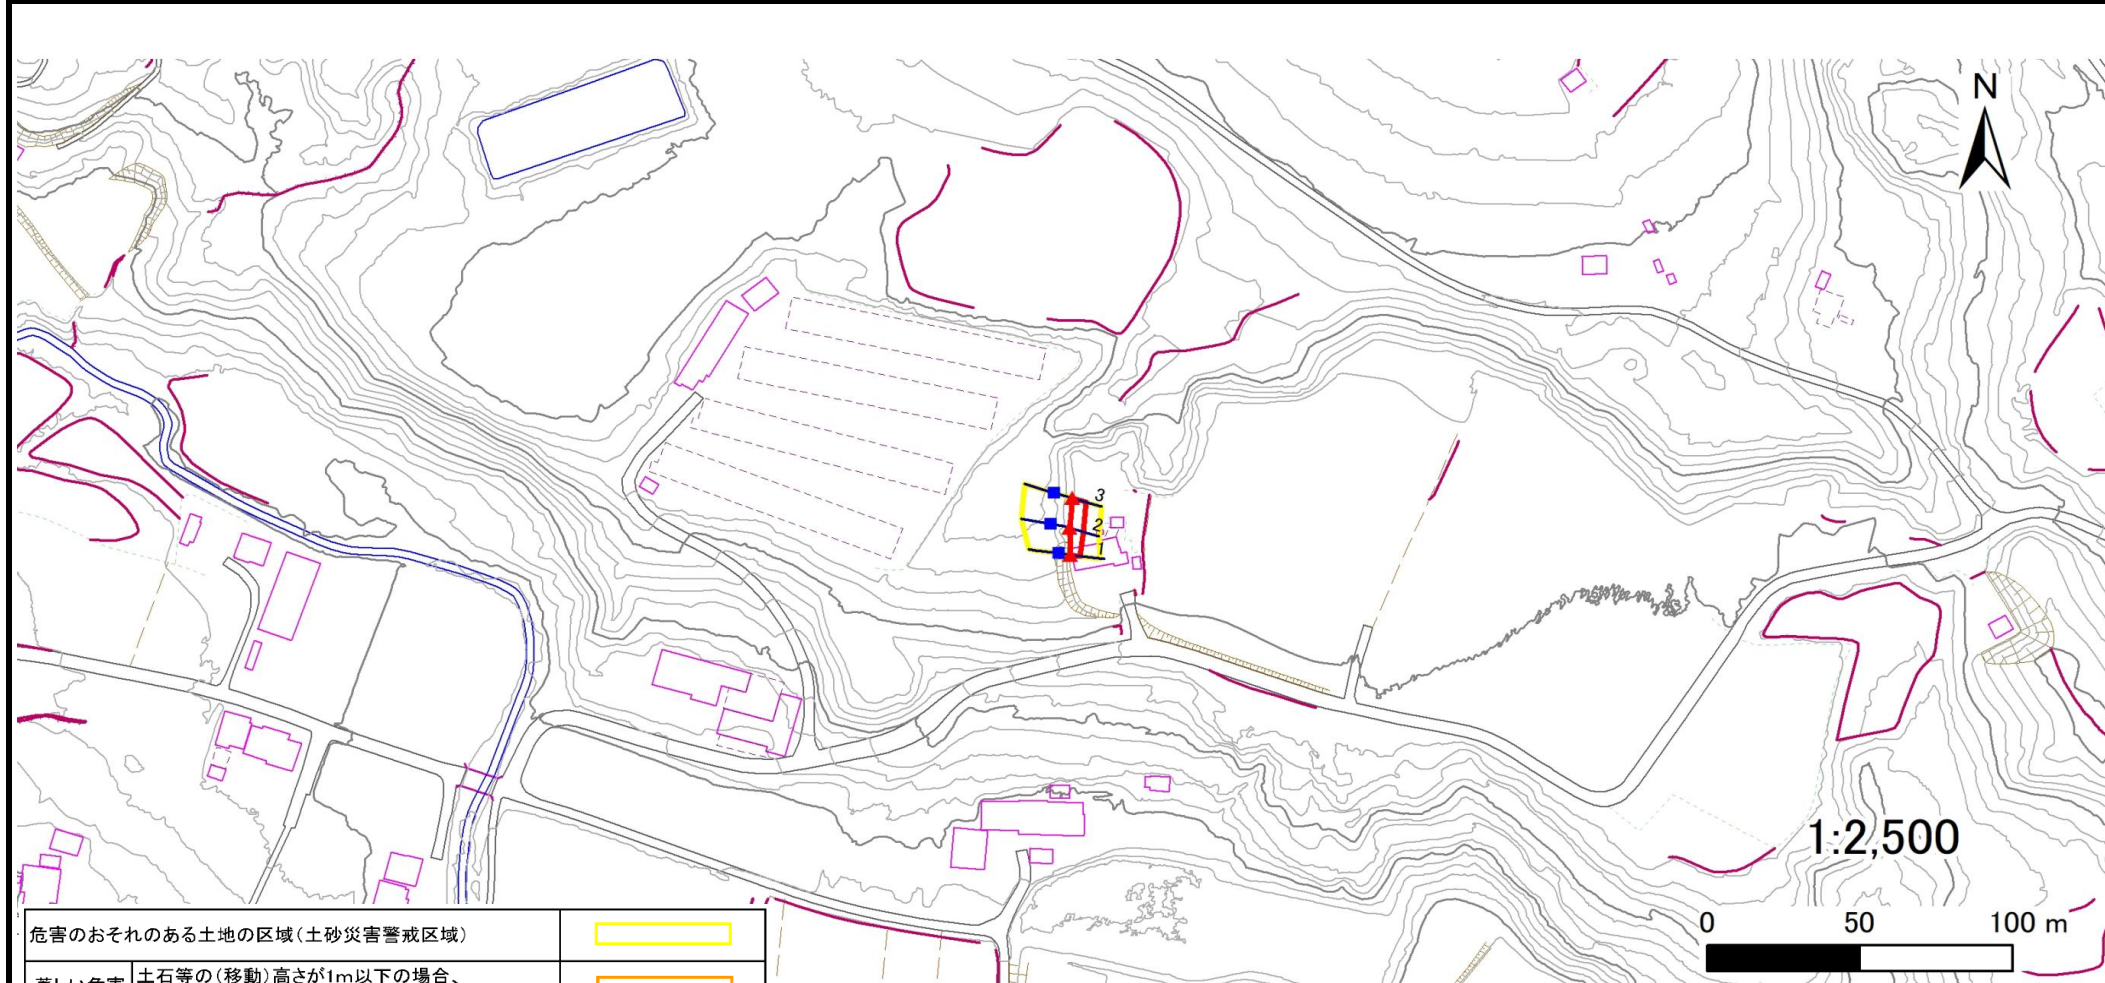 N
3
2
1
1:2,500
0 50 100 m
危害のおそれのある土地の区域(土砂災害警戒区域)
土石等の(移動)高さが1m以下の場合、
著しい危害